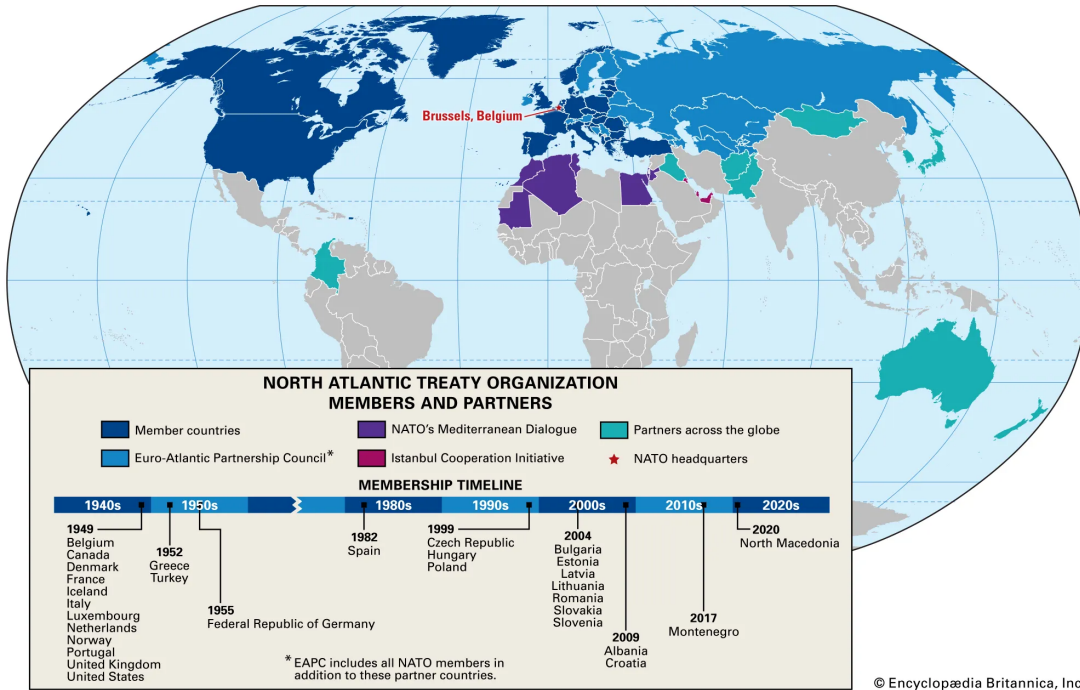 Brussels, Belgium
NORTH ATLANTIC TREATY ORGANIZATION
MEMBERS AND PARTNERS
Member countries
NATO's Mediterranean Dialogue
Partners across the globe
Euro-Atlantic Partnership Council*
Istanbul Cooperation Initiative
NATO headquarters
MEMBERSHIP TIMELINE
1940s 1950s 1980s 1990s 2000s 2010s 2020s
1949
Belgium
Canada
Denmark
France
Iceland
Italy
Luxembourg
Netherlands
Norway
Portugal
United Kingdom
United States
1952
Greece
Turkey
1955
Federal Republic of Germany
1982
Spain
1999
Czech Republic
Hungary
Poland
2004
Bulgaria
Estonia
Latvia
Lithuania
Romania
Slovakia
Slovenia
2009
Albania
Croatia
2017
Montenegro
2020
North Macedonia
* EAPC includes all NATO members in
addition to these partner countries.
© Encyclopædia Britannica, Inc